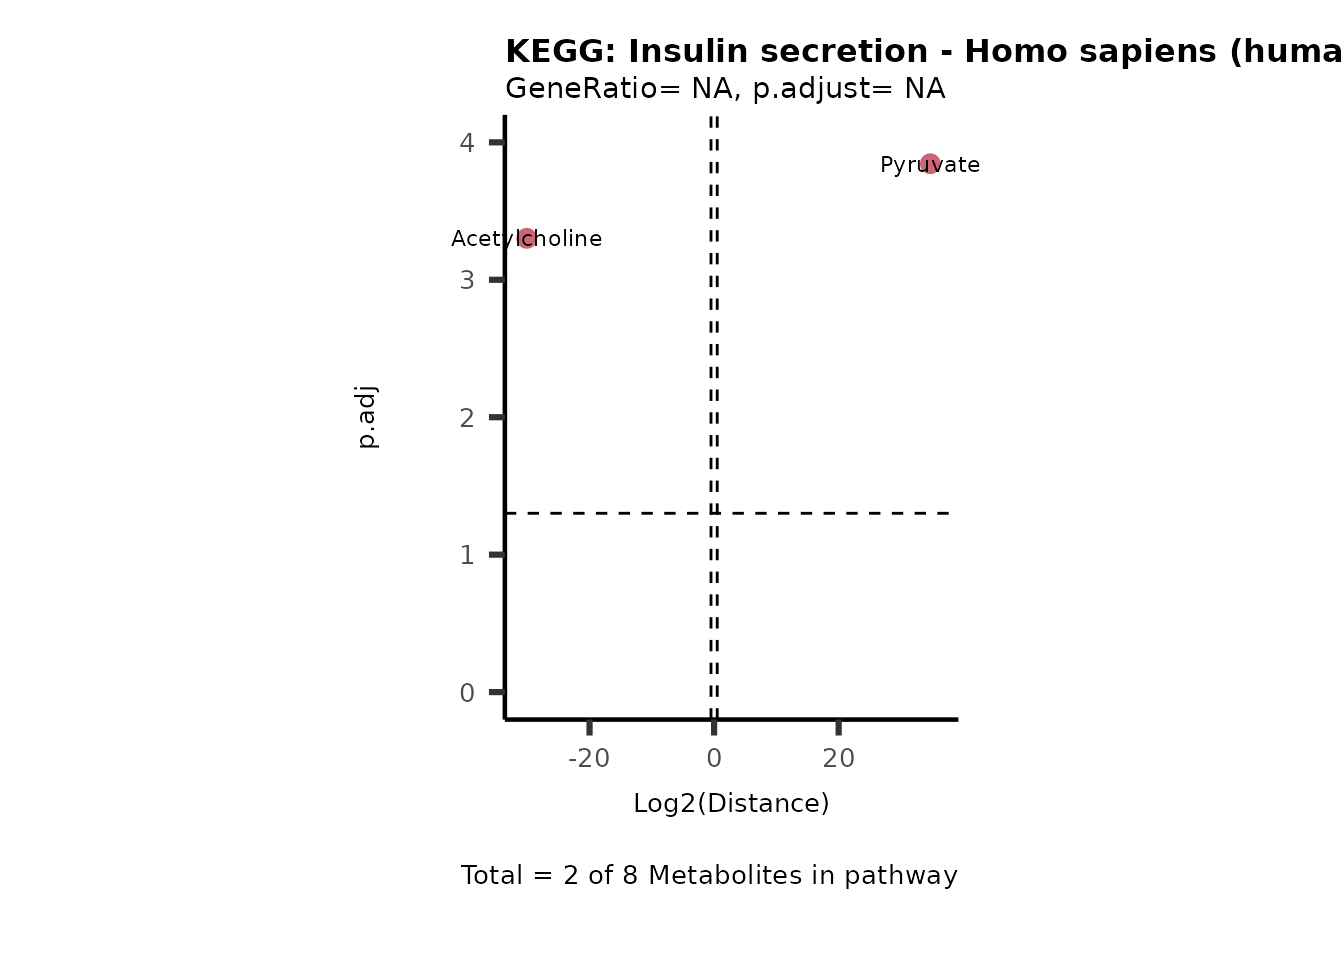 KEGG: Insulin secretion - Homo sapiens (huma
GeneRatio= NA, p.adjust= NA
4
Pyruvate
Acetylcholine
3
p.adj
2
1
0
-20 0 20
Log2(Distance)
Total = 2 of 8 Metabolites in pathway